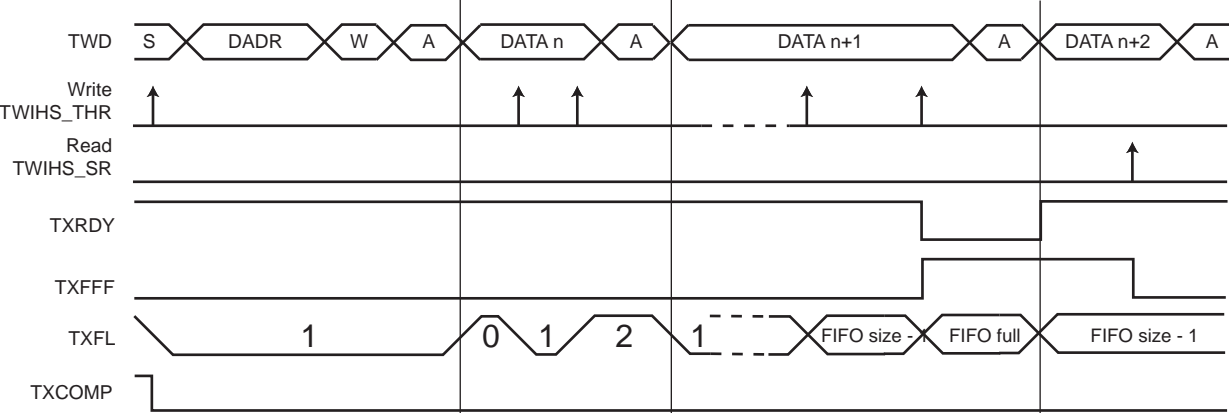 TWD S DADR W A DATA n A DATA n+1 A DATA n+2 A
Write
TWIHS_THR
Read
TWIHS_SR
TXRDY
TXFFF
TXFL 1 0 1 2 1 FIFO size - 1 FIFO full FIFO size - 1
TXCOMP